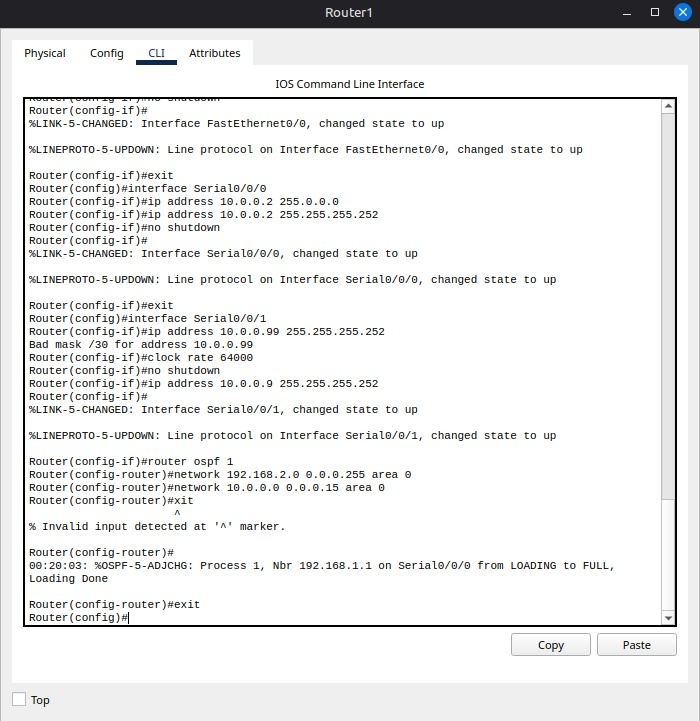 Router1
Physical Config CLI Attributes
IOS Command Line Interface
Router(config-if)#no shutdown
Router(config-if)#
%LINK-5-CHANGED: Interface FastEthernet0/0, changed state to up
%LINEPROTO-5-UPDOWN: Line protocol on Interface FastEthernet0/0, changed state to up
Router(config-if)#exit
Router(config)#interface Serial0/0/0
Router(config-if)#ip address 10.0.0.2 255.0.0.0
Router(config-if)#ip address 10.0.0.2 255.255.255.252
Router(config-if)#no shutdown
Router(config-if)#
%LINK-5-CHANGED: Interface Serial0/0/0, changed state to up
%LINEPROTO-5-UPDOWN: Line protocol on Interface Serial0/0/0, changed state to up
Router(config-if)#exit
Router(config)#interface Serial0/0/1
Router(config-if)#ip address 10.0.0.99 255.255.255.252
Bad mask /30 for address 10.0.0.99
Router(config-if)#clock rate 64000
Router(config-if)#no shutdown
Router(config-if)#ip address 10.0.0.9 255.255.255.252
Router(config-if)#
%LINK-5-CHANGED: Interface Serial0/0/1, changed state to up
%LINEPROTO-5-UPDOWN: Line protocol on Interface Serial0/0/1, changed state to up
Router(config-if)#router ospf 1
Router(config-router)#network 192.168.2.0 0.0.0.255 area 0
Router(config-router)#network 10.0.0.0 0.0.0.15 area 0
Router(config-router)#xit
^
% Invalid input detected at '^' marker.
Router(config-router)#
00:20:03: %OSPF-5-ADJCHG: Process 1, Nbr 192.168.1.1 on Serial0/0/0 from LOADING to FULL,
Loading Done
Router(config-router)#exit
Router(config)#
Copy Paste
Top